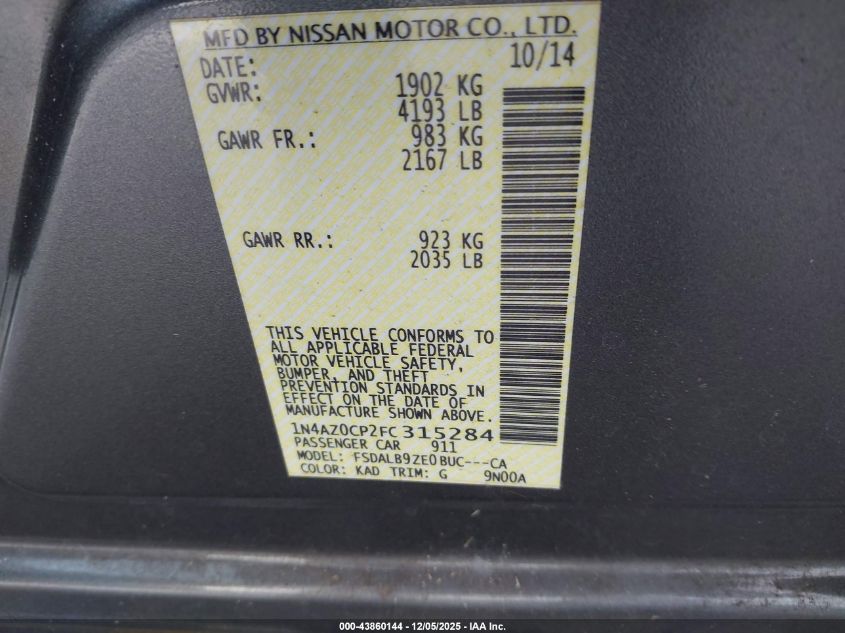 MFD BY NISSAN MOTOR CO., LTD.
DATE: 10/14
GVWR: 1902 KG
4193 LB
GAWR FR.: 983 KG
2167 LB
GAWR RR.: 923 KG
2035 LB
THIS VEHICLE CONFORMS TO
ALL APPLICABLE FEDERAL
MOTOR VEHICLE SAFETY,
BUMPER, AND THEFT
PREVENTION STANDARDS IN
EFFECT ON THE DATE OF
MANUFACTURE SHOWN ABOVE.
1N4AZ0CP2FC315284
PASSENGER CAR 911
MODEL: FSDALB9ZE0BUC---CA
COLOR: KAD TRIM: G 9N00A
000-43860144 - 12/05/2025 - IAA Inc.